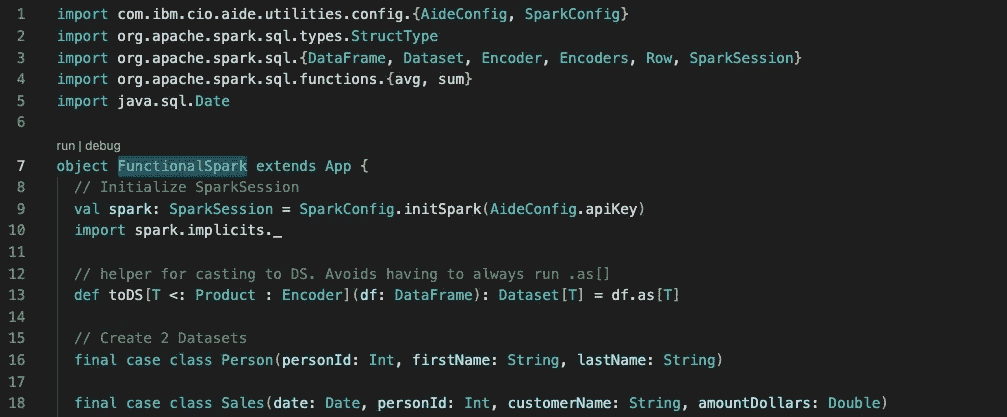 1 import com.ibm.cio.aide.utilities.config.{AideConfig, SparkConfig}
2 import org.apache.spark.sql.types.StructType
3 import org.apache.spark.sql.{DataFrame, Dataset, Encoder, Encoders, Row, SparkSession}
4 import org.apache.spark.sql.functions.{avg, sum}
5 import java.sql.Date
6
run | debug
7 object FunctionalSpark extends App {
8 // Initialize SparkSession
9 val spark: SparkSession = SparkConfig.initSpark(AideConfig.apiKey)
10 import spark.implicits._
11
12 // helper for casting to DS. Avoids having to always run .as[]
13 def toDS[T <: Product : Encoder](df: DataFrame): Dataset[T] = df.as[T]
14
15 // Create 2 Datasets
16 final case class Person(personId: Int, firstName: String, lastName: String)
17
18 final case class Sales(date: Date, personId: Int, customerName: String, amountDollars: Double)